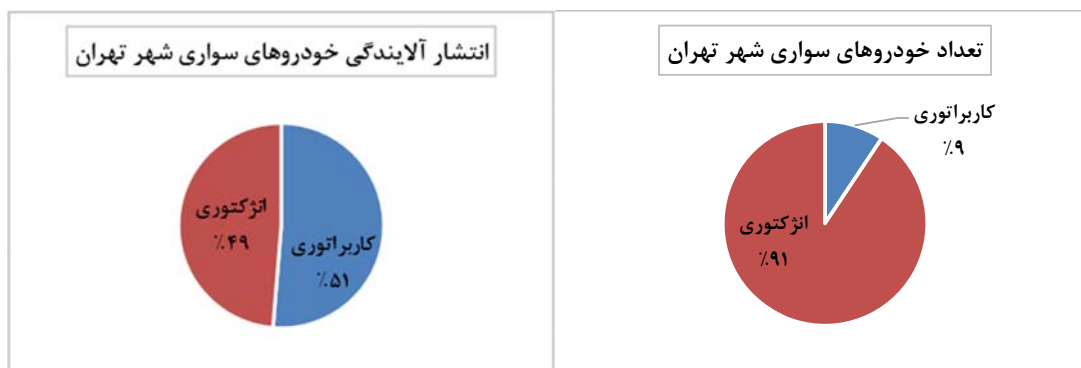 تعداد خودروهای سواری شهر تهران
کاربراتوری
٪۹
انژکتوری
٪۹۱
انتشار آلایندگی خودروهای سواری شهر تهران
انژکتوری
٪۴۹
کاربراتوری
٪۵۱